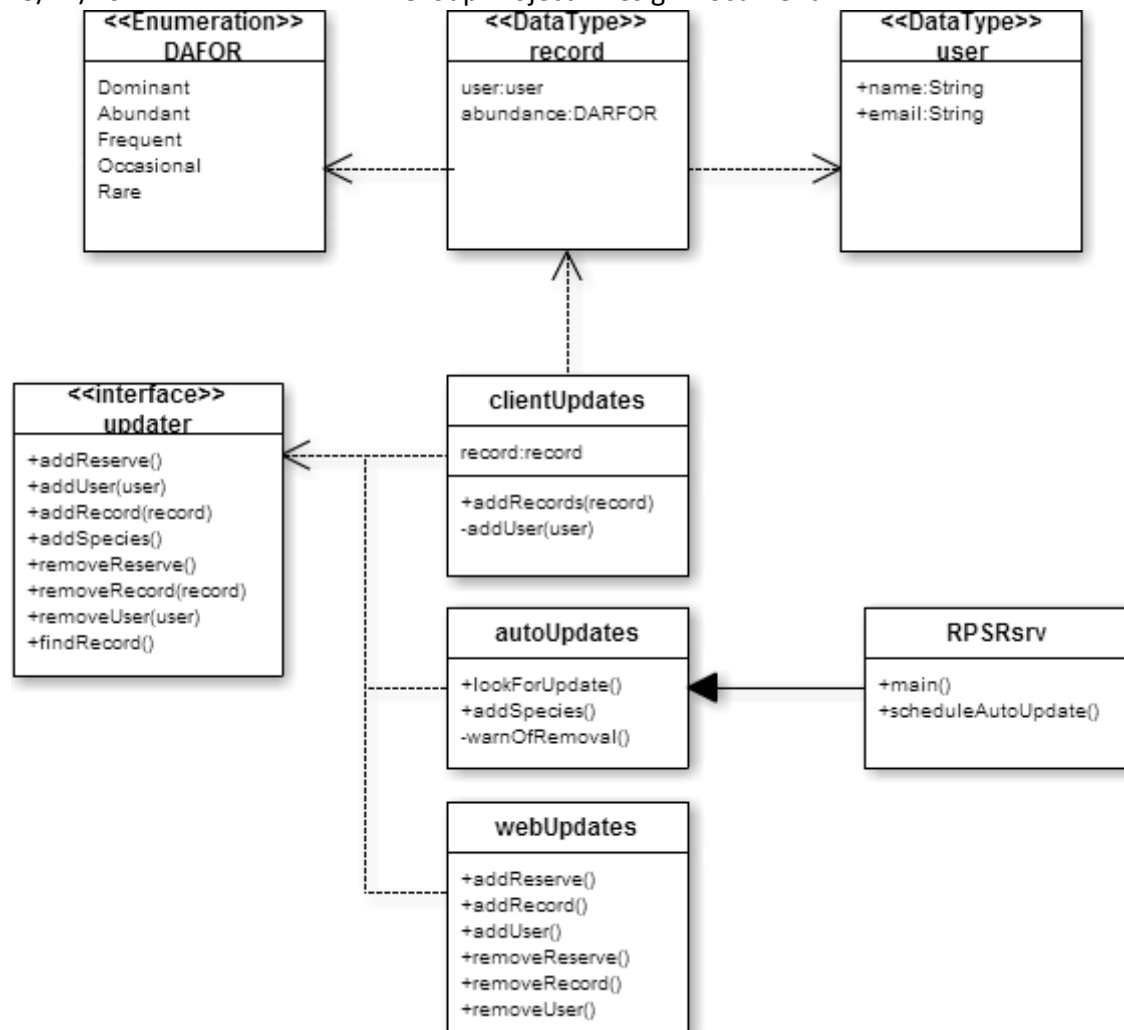 <<Enumeration>>
DAFOR
Dominant
Abundant
Frequent
Occasional
Rare
<<DataType>>
record
user:user
abundance:DARFOR
<<DataType>>
user
+name:String
+email:String
<<interface>>
updater
+addReserve()
+addUser(user)
+addRecord(record)
+addSpecies()
+removeReserve()
+removeRecord(record)
+removeUser(user)
+findRecord()
clientUpdates
record:record
+addRecords(record)
-addUser(user)
autoUpdates
+lookForUpdate()
+addSpecies()
-warnOfRemoval()
RPSRsrv
+main()
+scheduleAutoUpdate()
webUpdates
+addReserve()
+addRecord()
+addUser()
+removeReserve()
+removeRecord()
+removeUser()